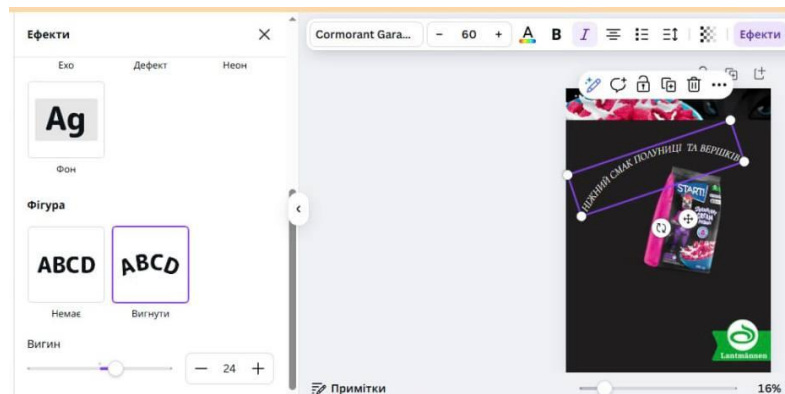 Ефекти
Ехо Дефект Неон
Ag
Фон
Фігура
ABCD ABCD
Немає Вигнути
Вигин
24
Cormorant Gara... - 60 + A B I Ефекти
НІЖНИЙ СМАК ПОЛУНИЦІ ТА ВЕРШКІВ
START!
Lantmännen
Примітки
16%